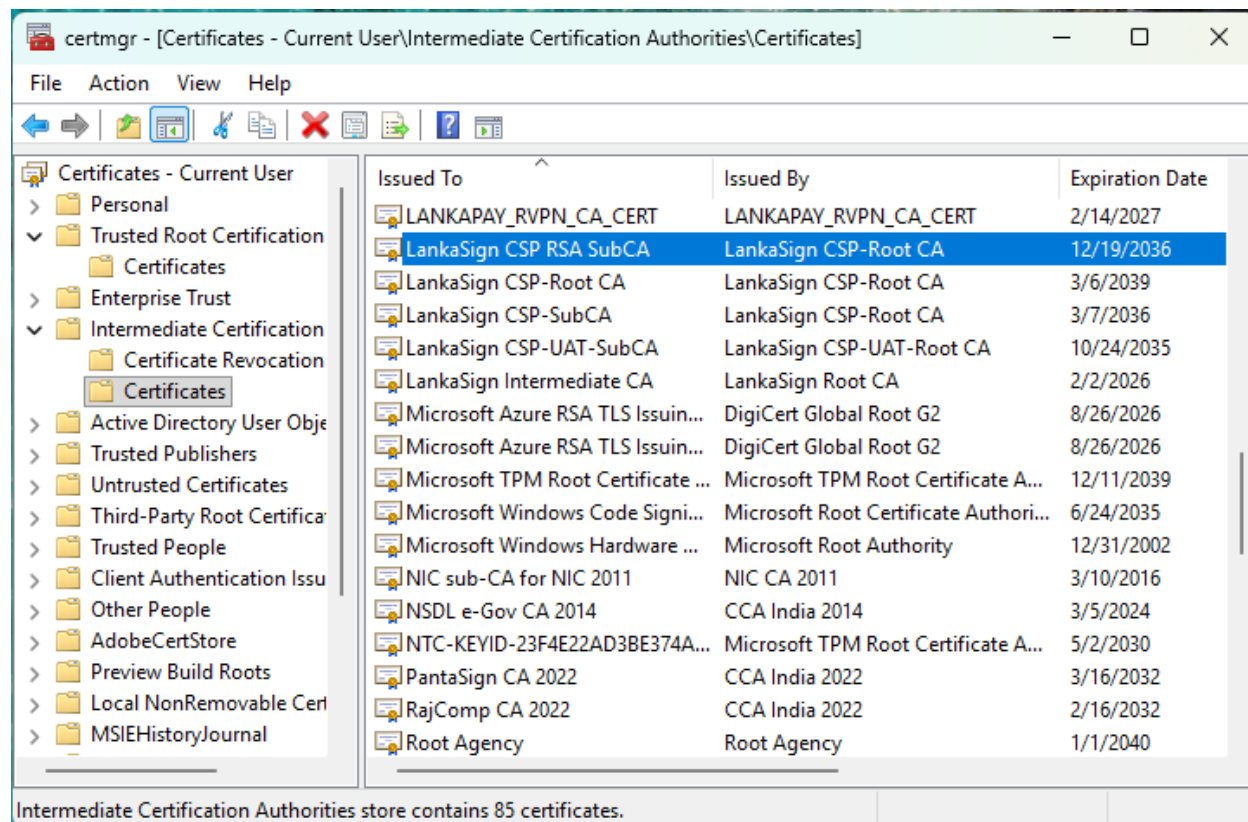 certmgr - [Certificates - Current User\Intermediate Certification Authorities\Certificates]
File Action View Help
Certificates - Current User
Personal
Trusted Root Certification
Certificates
Enterprise Trust
Intermediate Certification
Certificate Revocation
Certificates
Active Directory User Obje
Trusted Publishers
Untrusted Certificates
Third-Party Root Certificat
Trusted People
Client Authentication Issu
Other People
AdobeCertStore
Preview Build Roots
Local NonRemovable Cert
MSIEHistoryJournal
Issued To Issued By Expiration Date
LANKAPAY_RVPN_CA_CERT LANKAPAY_RVPN_CA_CERT 2/14/2027
LankaSign CSP RSA SubCA LankaSign CSP-Root CA 12/19/2036
LankaSign CSP-Root CA LankaSign CSP-Root CA 3/6/2039
LankaSign CSP-SubCA LankaSign CSP-Root CA 3/7/2036
LankaSign CSP-UAT-SubCA LankaSign CSP-UAT-Root CA 10/24/2035
LankaSign Intermediate CA LankaSign Root CA 2/2/2026
Microsoft Azure RSA TLS Issuin... DigiCert Global Root G2 8/26/2026
Microsoft Azure RSA TLS Issuin... DigiCert Global Root G2 8/26/2026
Microsoft TPM Root Certificate ... Microsoft TPM Root Certificate A... 12/11/2039
Microsoft Windows Code Signi... Microsoft Root Certificate Authori... 6/24/2035
Microsoft Windows Hardware ... Microsoft Root Authority 12/31/2002
NIC sub-CA for NIC 2011 NIC CA 2011 3/10/2016
NSDL e-Gov CA 2014 CCA India 2014 3/5/2024
NTC-KEYID-23F4E22AD3BE374A... Microsoft TPM Root Certificate A... 5/2/2030
PantaSign CA 2022 CCA India 2022 3/16/2032
RajComp CA 2022 CCA India 2022 2/16/2032
Root Agency Root Agency 1/1/2040
Intermediate Certification Authorities store contains 85 certificates.